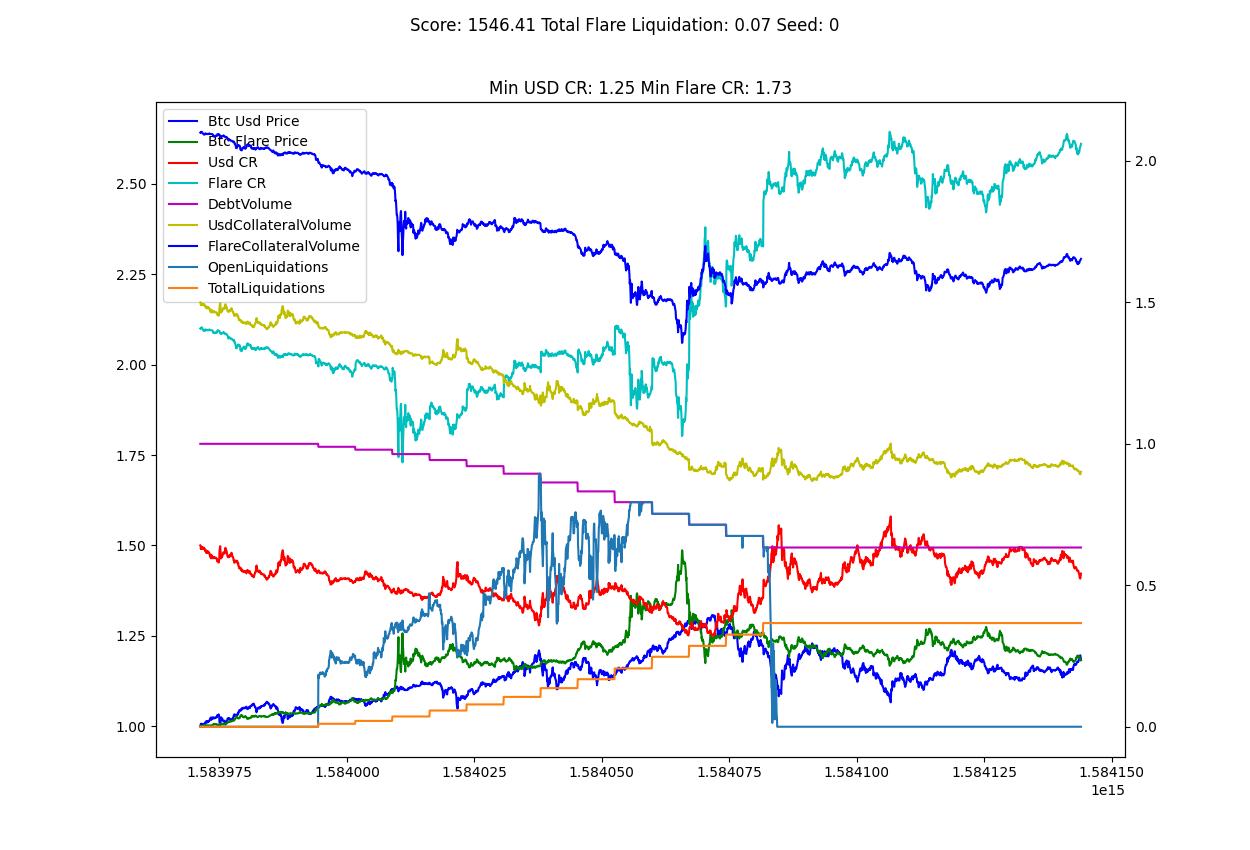 Score: 1546.41 Total Flare Liquidation: 0.07 Seed: 0
Min USD CR: 1.25 Min Flare CR: 1.73
Btc Usd Price
Btc Flare Price
Usd CR
Flare CR
DebtVolume
UsdCollateralVolume
FlareCollateralVolume
OpenLiquidations
TotalLiquidations
2.50
2.25
2.00
1.75
1.50
1.25
1.00
2.0
1.5
1.0
0.5
0.0
1.583975 1.584000 1.584025 1.584050 1.584075 1.584100 1.584125 1.584150
1e15